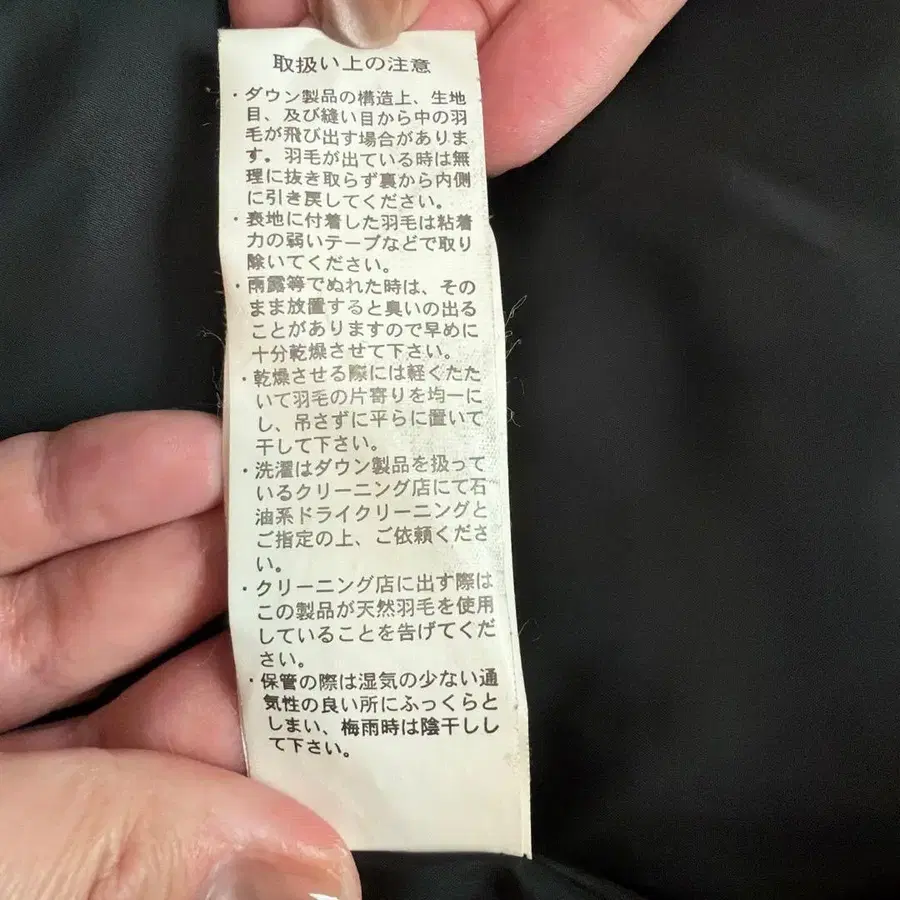 取扱い上の注意
・ダウン製品の構造上、生地
目、及び縫い目から中の羽
毛が飛び出す場合がありま
す。羽毛が出ている時は無
理に抜き取らず裏から内側
に引き戻してください。
・表地に付着した羽毛は粘着
力の弱いテープなどで取り
除いてください。
・雨露等でぬれた時は、その
まま放置すると臭いの出る
ことがありますので早めに
十分乾燥させて下さい。
・乾燥させる際には軽くたた
いて羽毛の片寄りを均一に
し、吊さずに平らに置いて
干して下さい。
・洗濯はダウン製品を扱って
いるクリーニング店にて石
油系ドライクリーニングと
ご指定の上、ご依頼くださ
い。
・クリーニング店に出す際は
この製品が天然羽毛を使用
していることを告げてくだ
さい。
・保管の際は湿気の少ない通
気性の良い所にふっくらと
しまい、梅雨時は陰干しし
て下さい。